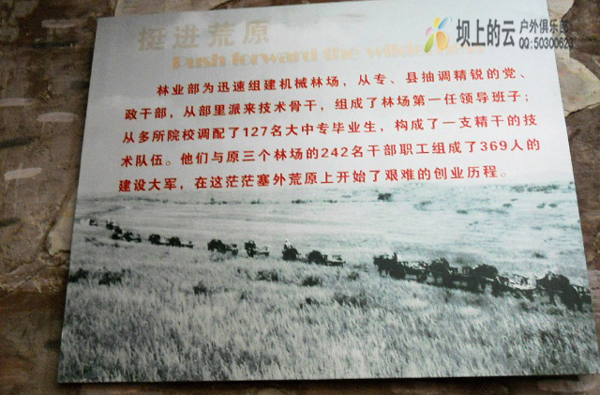 挺进荒原
Push forward the wilderness
坝上的云
户外俱乐部
QQ:50300623
林业部为迅速组建机械林场，从专、县抽调精锐的党、
政干部，从部里派来技术骨干，组成了林场第一任领导班子；
从多所院校调配了127名大中专毕业生，构成了一支精干的技
术队伍。他们与原三个林场的242名干部职工组成了369人的
建设大军，在这茫茫塞外荒原上开始了艰难的创业历程。